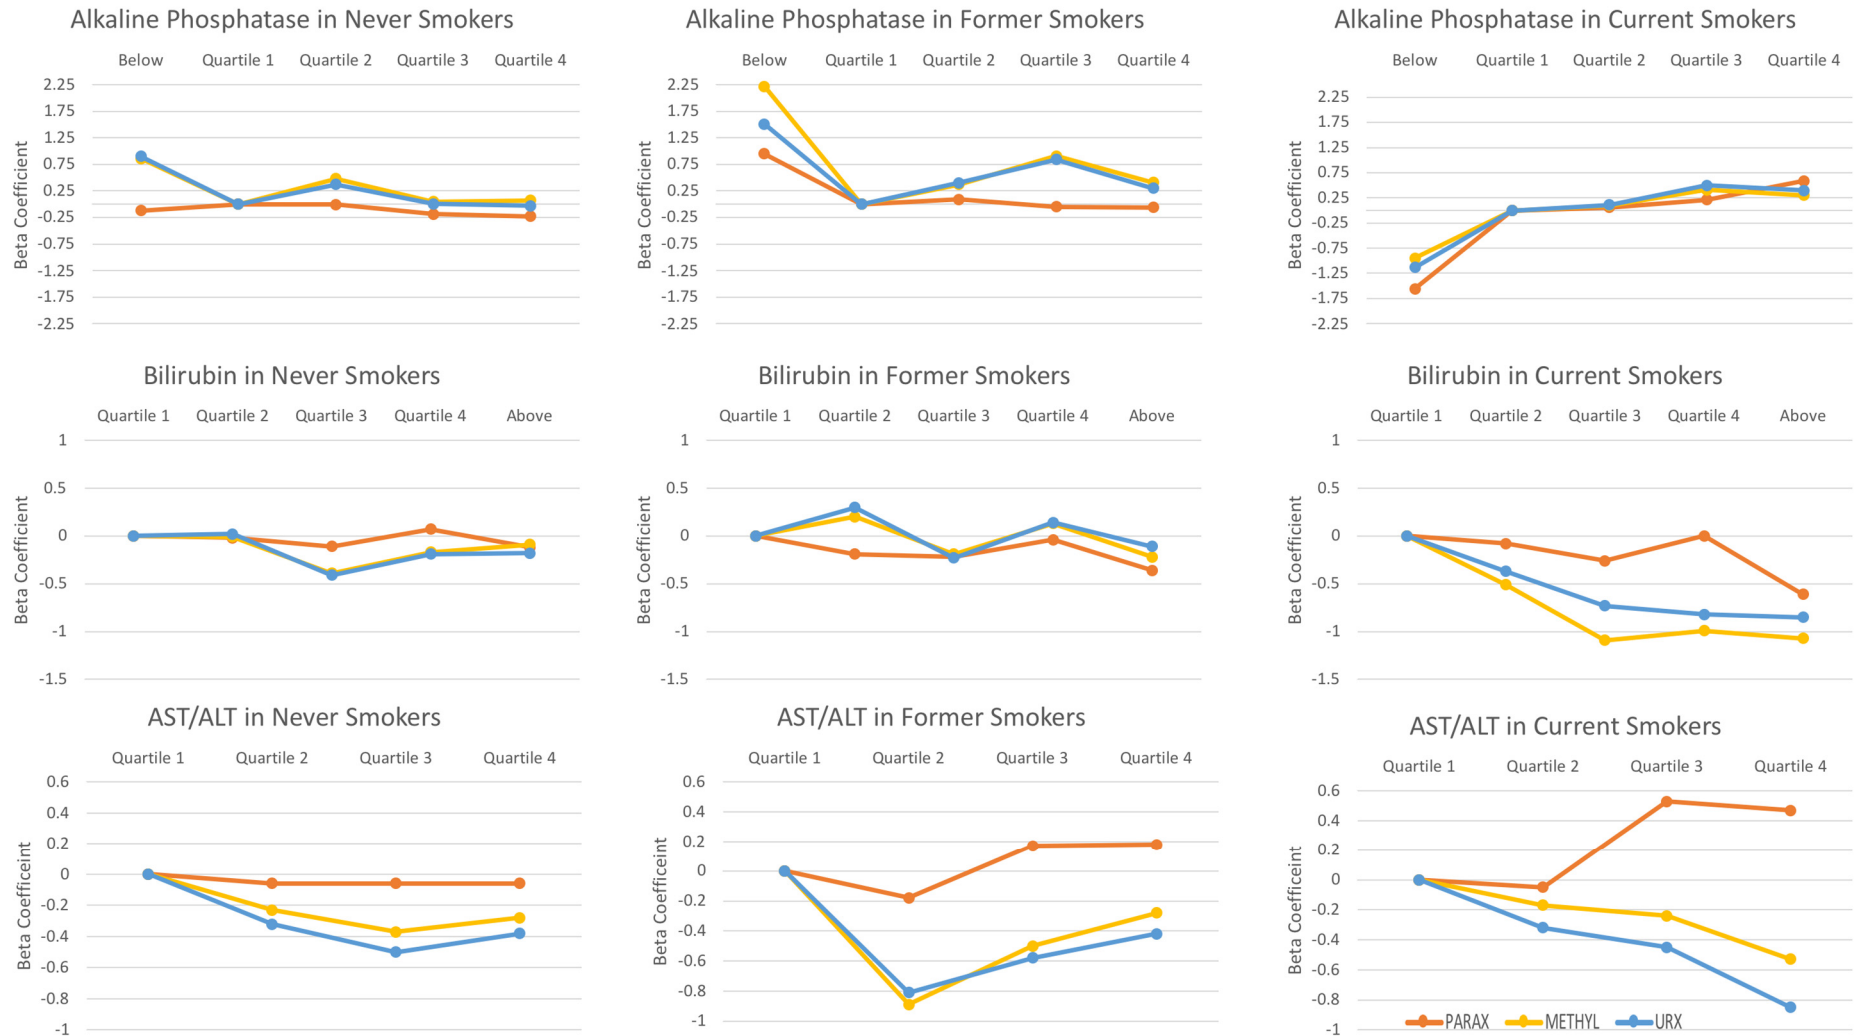 Alkaline Phosphatase in Never Smokers
Below Quartile 1 Quartile 2 Quartile 3 Quartile 4
2.25
1.75
1.25
0.75
0.25
-0.25
-0.75
-1.25
-1.75
-2.25
Beta Coefficient
Alkaline Phosphatase in Former Smokers
Below Quartile 1 Quartile 2 Quartile 3 Quartile 4
2.25
1.75
1.25
0.75
0.25
-0.25
-0.75
-1.25
-1.75
-2.25
Beta Coefficient
Alkaline Phosphatase in Current Smokers
Below Quartile 1 Quartile 2 Quartile 3 Quartile 4
2.25
1.75
1.25
0.75
0.25
-0.25
-0.75
-1.25
-1.75
-2.25
Beta Coefficient
Bilirubin in Never Smokers
Quartile 1 Quartile 2 Quartile 3 Quartile 4 Above
1
0.5
0
-0.5
-1
-1.5
Beta Coefficient
Bilirubin in Former Smokers
Quartile 1 Quartile 2 Quartile 3 Quartile 4 Above
1
0.5
0
-0.5
-1
-1.5
Beta Coefficient
Bilirubin in Current Smokers
Quartile 1 Quartile 2 Quartile 3 Quartile 4 Above
1
0.5
0
-0.5
-1
-1.5
Beta Coefficient
AST/ALT in Never Smokers
Quartile 1 Quartile 2 Quartile 3 Quartile 4
0.6
0.4
0.2
0
-0.2
-0.4
-0.6
-0.8
-1
Beta Coefficeint
AST/ALT in Former Smokers
Quartile 1 Quartile 2 Quartile 3 Quartile 4
0.6
0.4
0.2
0
-0.2
-0.4
-0.6
-0.8
-1
Beta Coefficeint
AST/ALT in Current Smokers
Quartile 1 Quartile 2 Quartile 3 Quartile 4
0.6
0.4
0.2
0
-0.2
-0.4
-0.6
-0.8
-1
Beta Coefficeint
PARAX METHYL URX